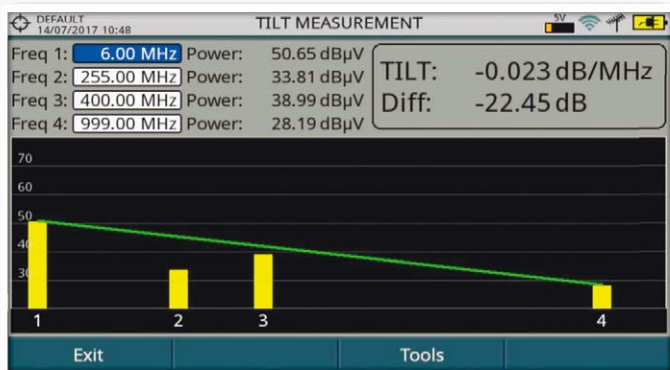 DEFAULT
14/07/2017 10:48
TILT MEASUREMENT
5V
Freq 1: 6.00 MHz Power: 50.65 dBµV
Freq 2: 255.00 MHz Power: 33.81 dBµV
Freq 3: 400.00 MHz Power: 38.99 dBµV
Freq 4: 999.00 MHz Power: 28.19 dBµV
TILT: -0.023 dB/MHz
Diff: -22.45 dB
70
60
50
40
30
1 2 3 4
Exit Tools